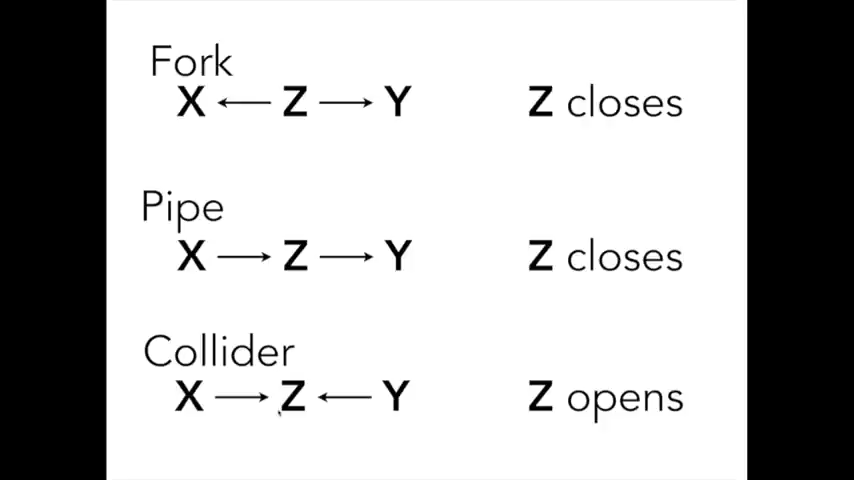 Fork
X ← Z → Y Z closes
Pipe
X → Z → Y Z closes
Collider
X → Z ← Y Z opens